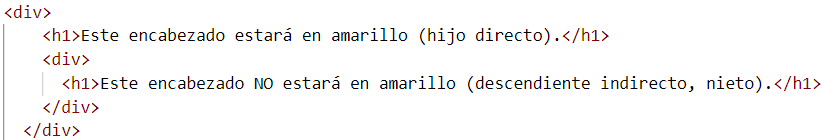 <div>
<h1>Este encabezado estará en amarillo (hijo directo).</h1>
<div>
<h1>Este encabezado NO estará en amarillo (descendiente indirecto, nieto).</h1>
</div>
</div>